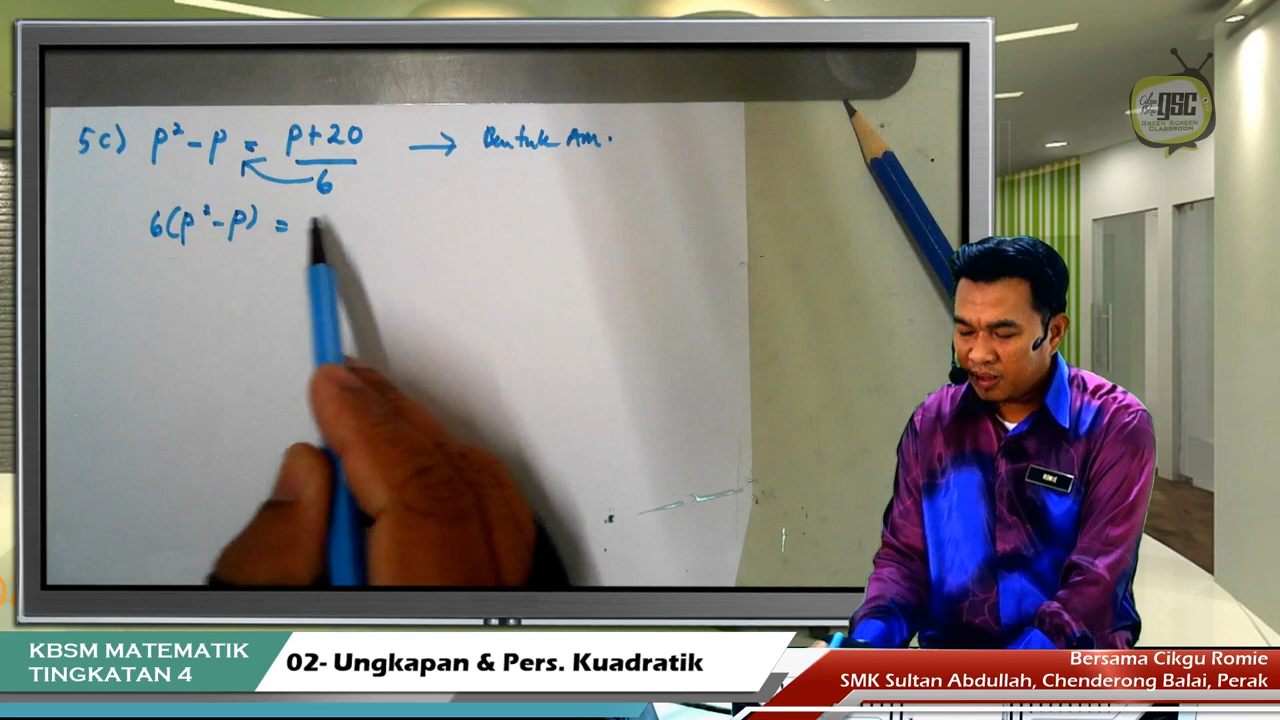 5c) p² - p = p+20 / 6 → Bentuk Am.
6(p² - p) =
GSC
GREEN SCREEN
CLASSROOM
ROMIE
KBSM MATEMATIK
TINGKATAN 4
02- Ungkapan & Pers. Kuadratik
Bersama Cikgu Romie
SMK Sultan Abdullah, Chenderong Balai, Perak